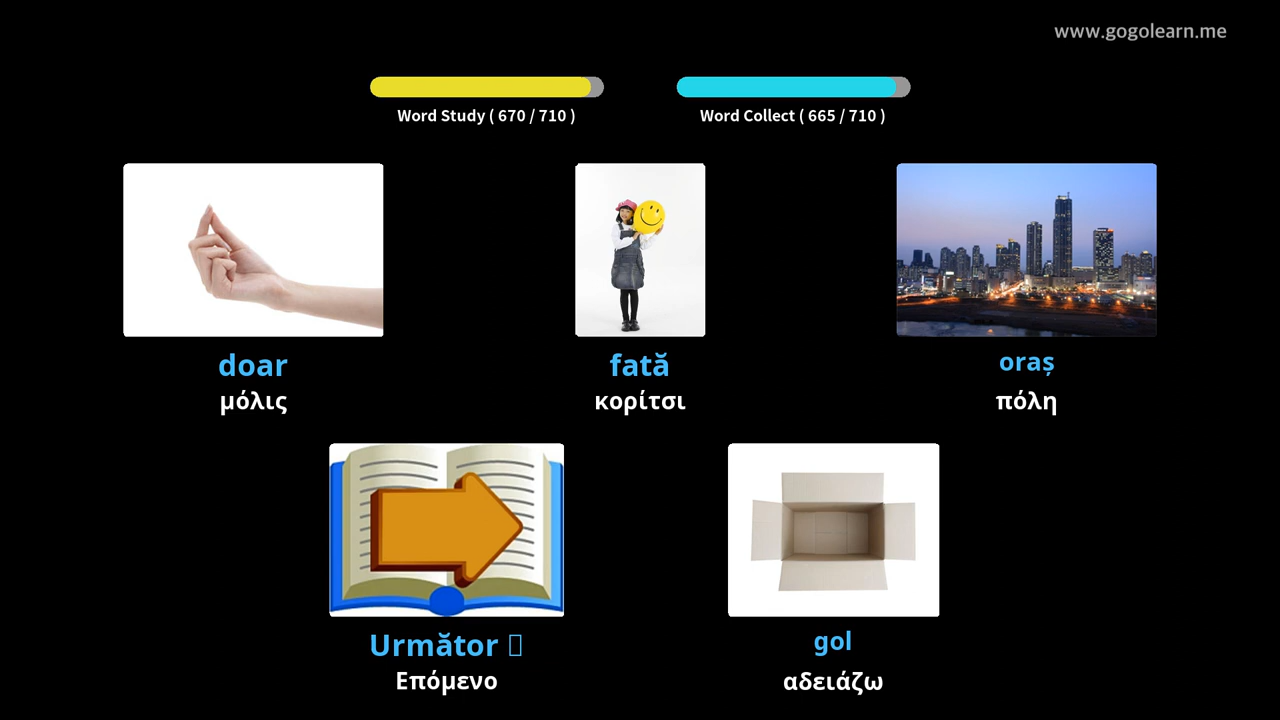 www.gogolearn.me
Word Study ( 670 / 710 )
Word Collect ( 665 / 710 )
doar
fată
oraș
μόλις
κορίτσι
πόλη
Următor
gol
Επόμενο
αδειάζω